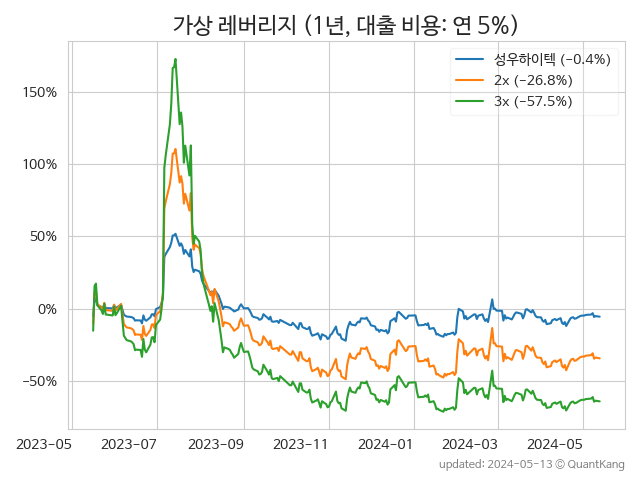 가상 레버리지 (1년, 대출 비용: 연 5%)
성우하이텍 (−0.4%)
2x (−26.8%)
3x (−57.5%)
150%
100%
50%
0%
−50%
2023−05 2023−07 2023−09 2023−11 2024−01 2024−03 2024−05
updated: 2024−05−13 ⓒ QuantKang